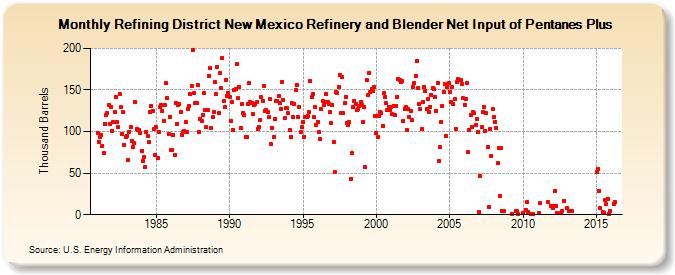 Monthly Refining District New Mexico Refinery and Blender Net Input of Pentanes Plus
Thousand Barrels
200
150
100
50
0
1985 1990 1995 2000 2005 2010 2015
Source: U.S. Energy Information Administration